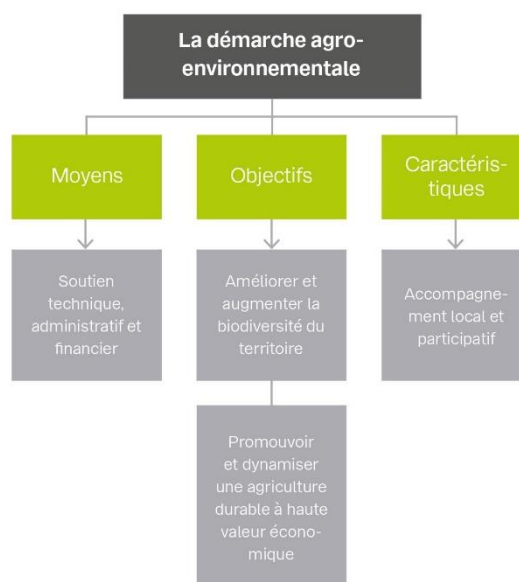 La démarche agro-
environnementale
Moyens
Objectifs
Caractéris-
tiques
Soutien
technique,
administratif et
financier
Améliorer et
augmenter la
biodiversité du
territoire
Accompagne-
ment local et
participatif
Promouvoir
et dynamiser
une agriculture
durable à haute
valeur écono-
mique